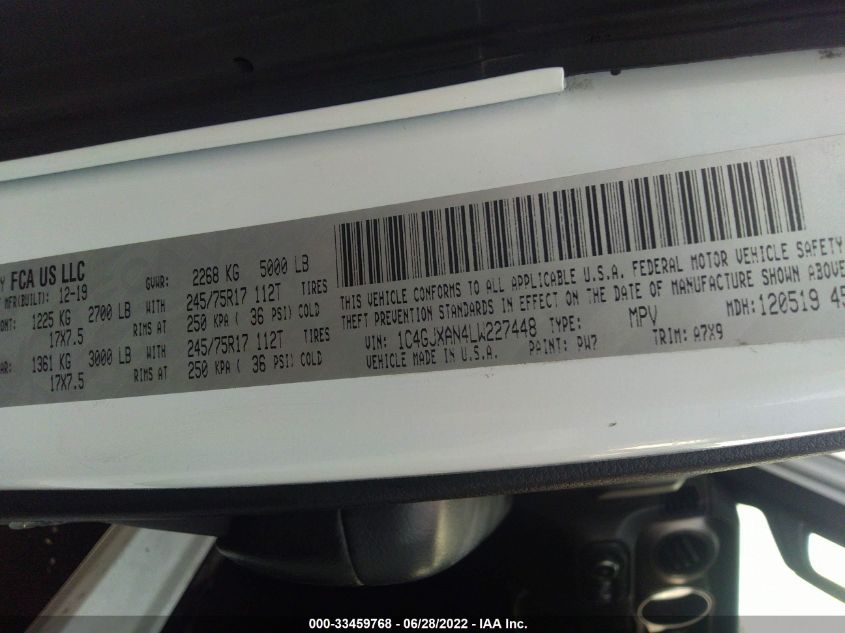 Y FCA US LLC
MFR(BUILT): 12-19
GVWR: 2268 KG 5000 LB
ONT: 1225 KG 2700 LB WITH 245/75R17 112T TIRES
17X7.5 RIMS AT 250 KPA ( 36 PSI) COLD
AR: 1361 KG 3000 LB WITH 245/75R17 112T TIRES
17X7.5 RIMS AT 250 KPA ( 36 PSI) COLD
THIS VEHICLE CONFORMS TO ALL APPLICABLE U.S.A. FEDERAL MOTOR VEHICLE SAFETY
THEFT PREVENTION STANDARDS IN EFFECT ON THE DATE OF MANUFACTURE SHOWN ABOVE
VIN: 1C4GJXAN4LW227448 TYPE: MPV MDH:120519 45
VEHICLE MADE IN U.S.A. PAINT: PW7 TRIM: A7X9
000-33459768 - 06/28/2022 - IAA Inc.